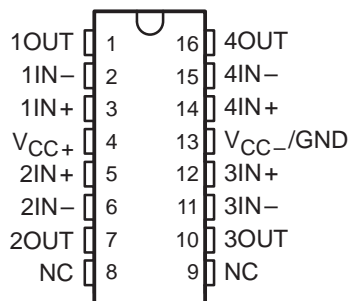 1OUT 1 16 4OUT
1IN− 2 15 4IN−
1IN+ 3 14 4IN+
VCC+ 4 13 VCC−/GND
2IN+ 5 12 3IN+
2IN− 6 11 3IN−
2OUT 7 10 3OUT
NC 8 9 NC